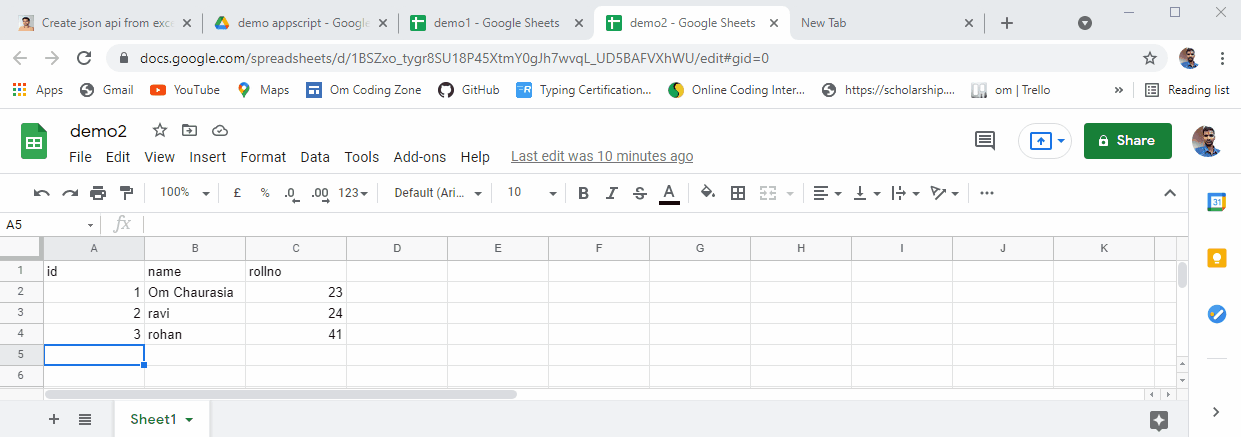 Create json api from exce
demo appscript - Google
demo1 - Google Sheets
demo2 - Google Sheets
New Tab
docs.google.com/spreadsheets/d/1BSZxo_tygr8SU18P45XtmY0gJh7wvqL_UD5BAFVXhWU/edit#gid=0
Apps Gmail YouTube Maps Om Coding Zone GitHub Typing Certification... Online Coding Inter... https://scholarship.... om | Trello » Reading list
demo2
Share
File Edit View Insert Format Data Tools Add-ons Help Last edit was 10 minutes ago
100% £ % .0 .00 123 Default (Ari... 10 B I S A
A5 fx
A B C D E F G H I J K
1 id name rollno
2 1 Om Chaurasia 23
3 2 ravi 24
4 3 rohan 41
5
6
Sheet1
31